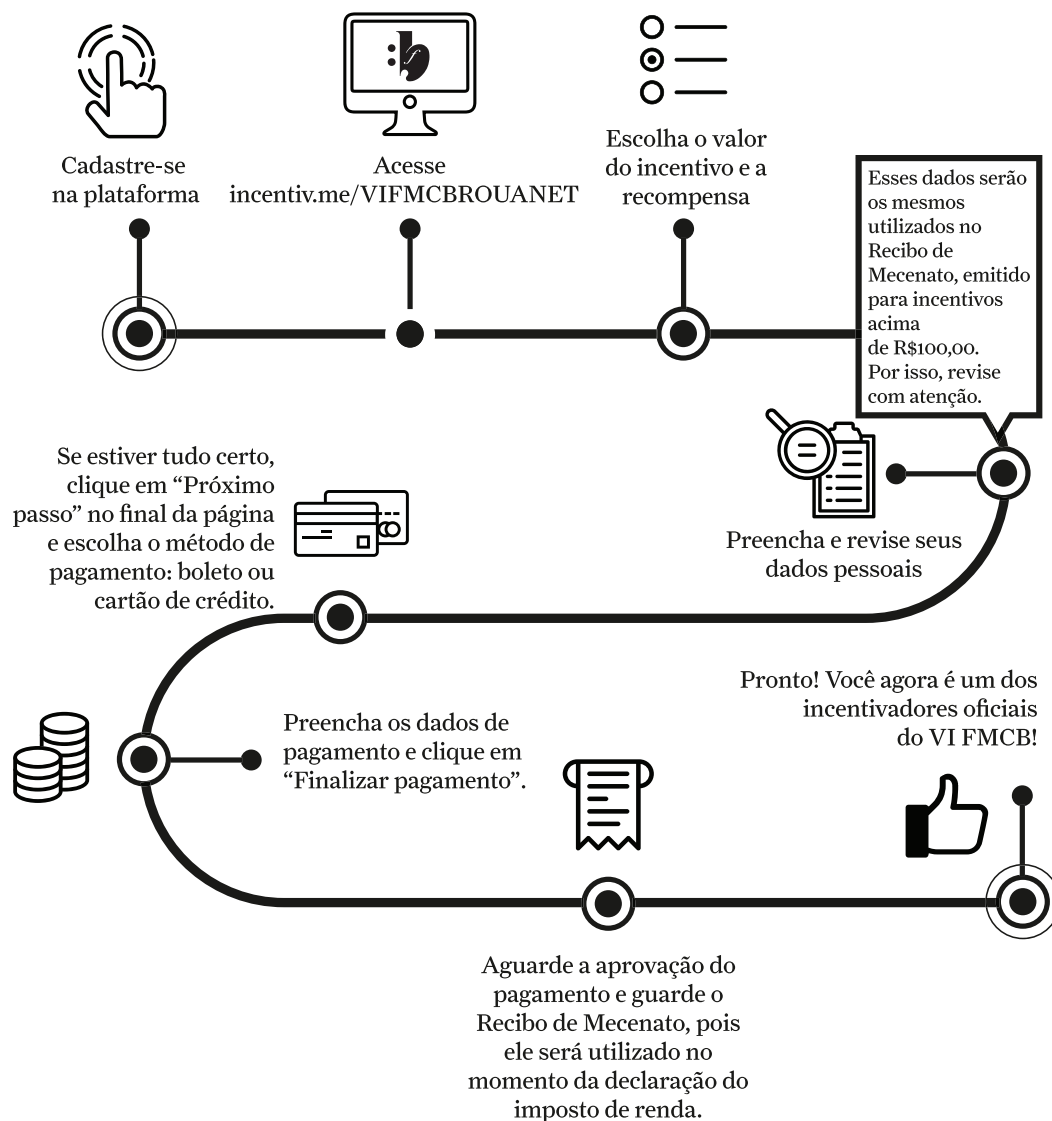 Cadastre-se
na plataforma
Acesse
incentiv.me/VIFMCBROUANET
Escolha o valor
do incentivo e a
recompensa
Esses dados serão
os mesmos
utilizados no
Recibo de
Mecenato, emitido
para incentivos
acima
de R$100,00.
Por isso, revise
com atenção.
Preencha e revise seus
dados pessoais
Se estiver tudo certo,
clique em “Próximo
passo” no final da página
e escolha o método de
pagamento: boleto ou
cartão de crédito.
Preencha os dados de
pagamento e clique em
“Finalizar pagamento”.
Aguarde a aprovação do
pagamento e guarde o
Recibo de Mecenato, pois
ele será utilizado no
momento da declaração do
imposto de renda.
Pronto! Você agora é um dos
incentivadores oficiais
do VI FMCB!